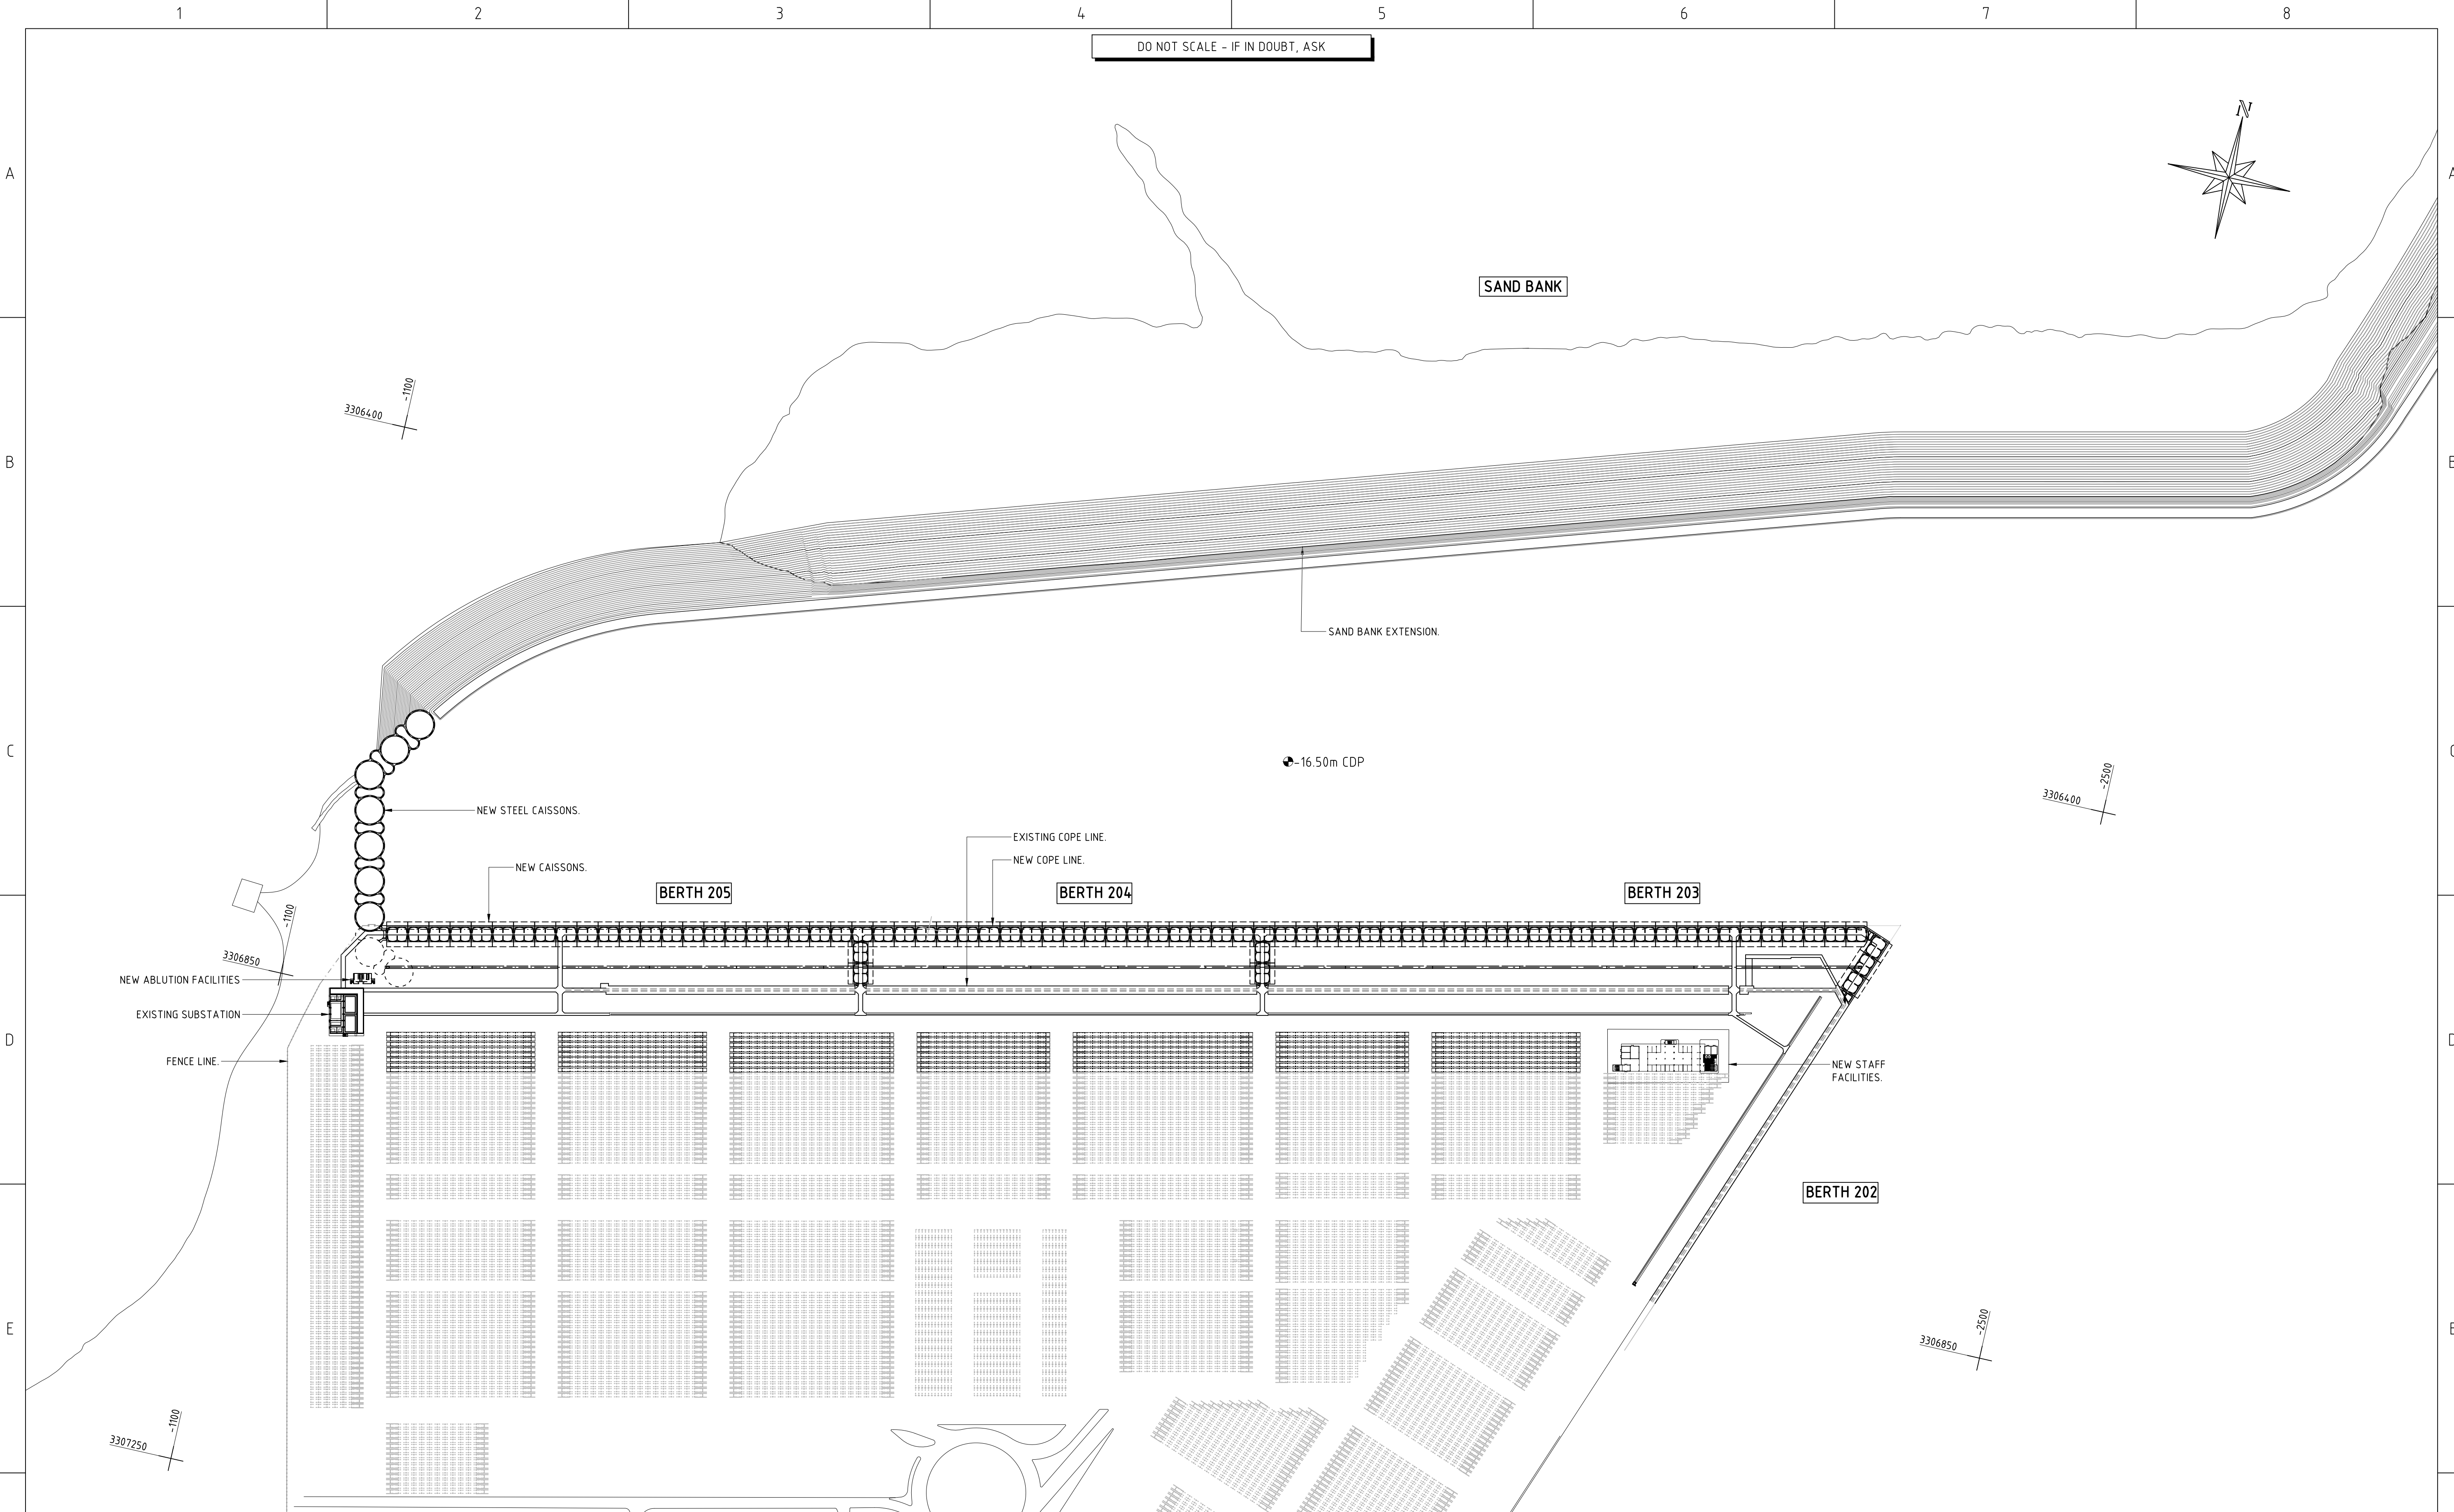 1 2 3 4 5 6 7 8
DO NOT SCALE - IF IN DOUBT, ASK
N
A A
SAND BANK
-1100
3306400
B B
SAND BANK EXTENSION.
C C
-16.50m CDP
-2500
3306400
NEW STEEL CAISSONS.
EXISTING COPE LINE.
NEW COPE LINE.
NEW CAISSONS.
BERTH 205 BERTH 204 BERTH 203
-1100
3306850
NEW ABLUTION FACILITIES
EXISTING SUBSTATION
D D
FENCE LINE.
NEW STAFF
FACILITIES.
BERTH 202
E E
-2500
3306850
-1100
3307250